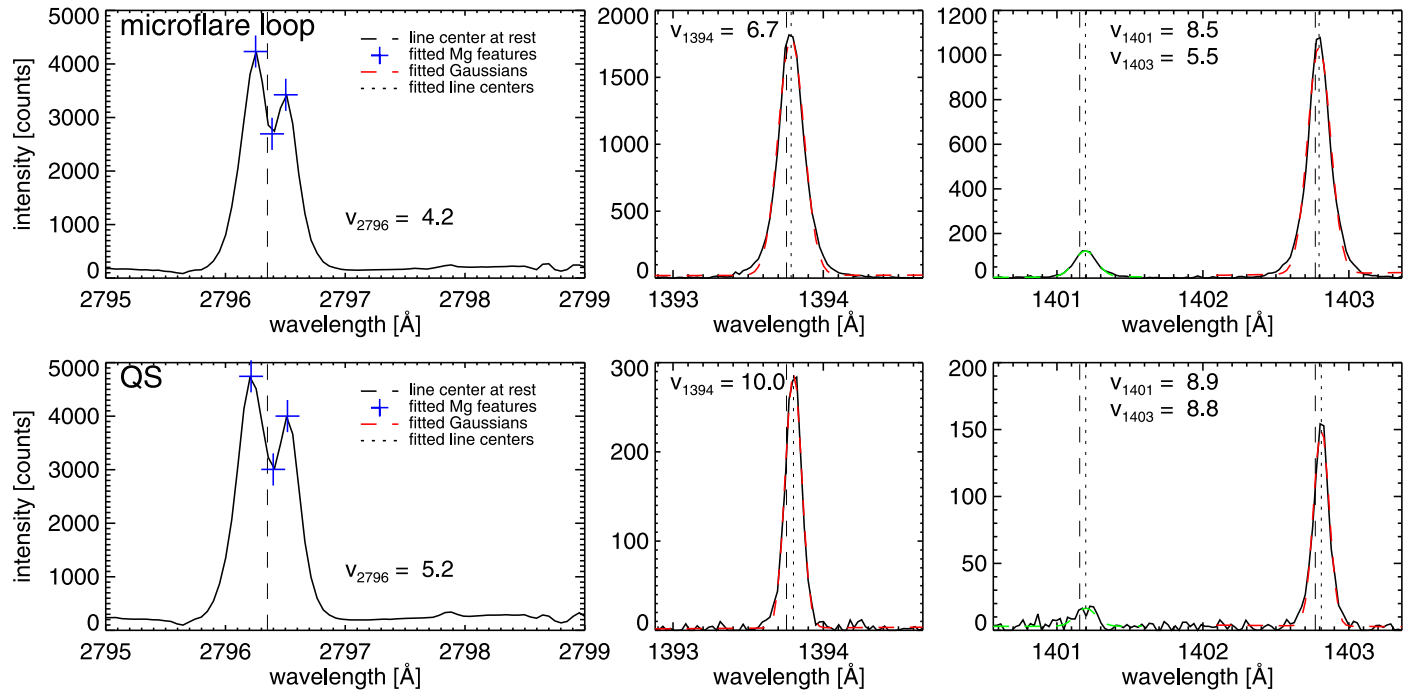 microflare loop
line center at rest
fitted Mg features
fitted Gaussians
fitted line centers
v2796 = 4.2
intensity [counts]
5000
4000
3000
2000
1000
0
2795 2796 2797 2798 2799
wavelength [Å]
v1394 = 6.7
2000
1500
1000
500
0
1393 1394
wavelength [Å]
v1401 = 8.5
v1403 = 5.5
1200
1000
800
600
400
200
0
1401 1402 1403
wavelength [Å]
QS
line center at rest
fitted Mg features
fitted Gaussians
fitted line centers
v2796 = 5.2
intensity [counts]
5000
4000
3000
2000
1000
0
2795 2796 2797 2798 2799
wavelength [Å]
v1394 = 10.0
300
200
100
0
1393 1394
wavelength [Å]
v1401 = 8.9
v1403 = 8.8
200
150
100
50
0
1401 1402 1403
wavelength [Å]